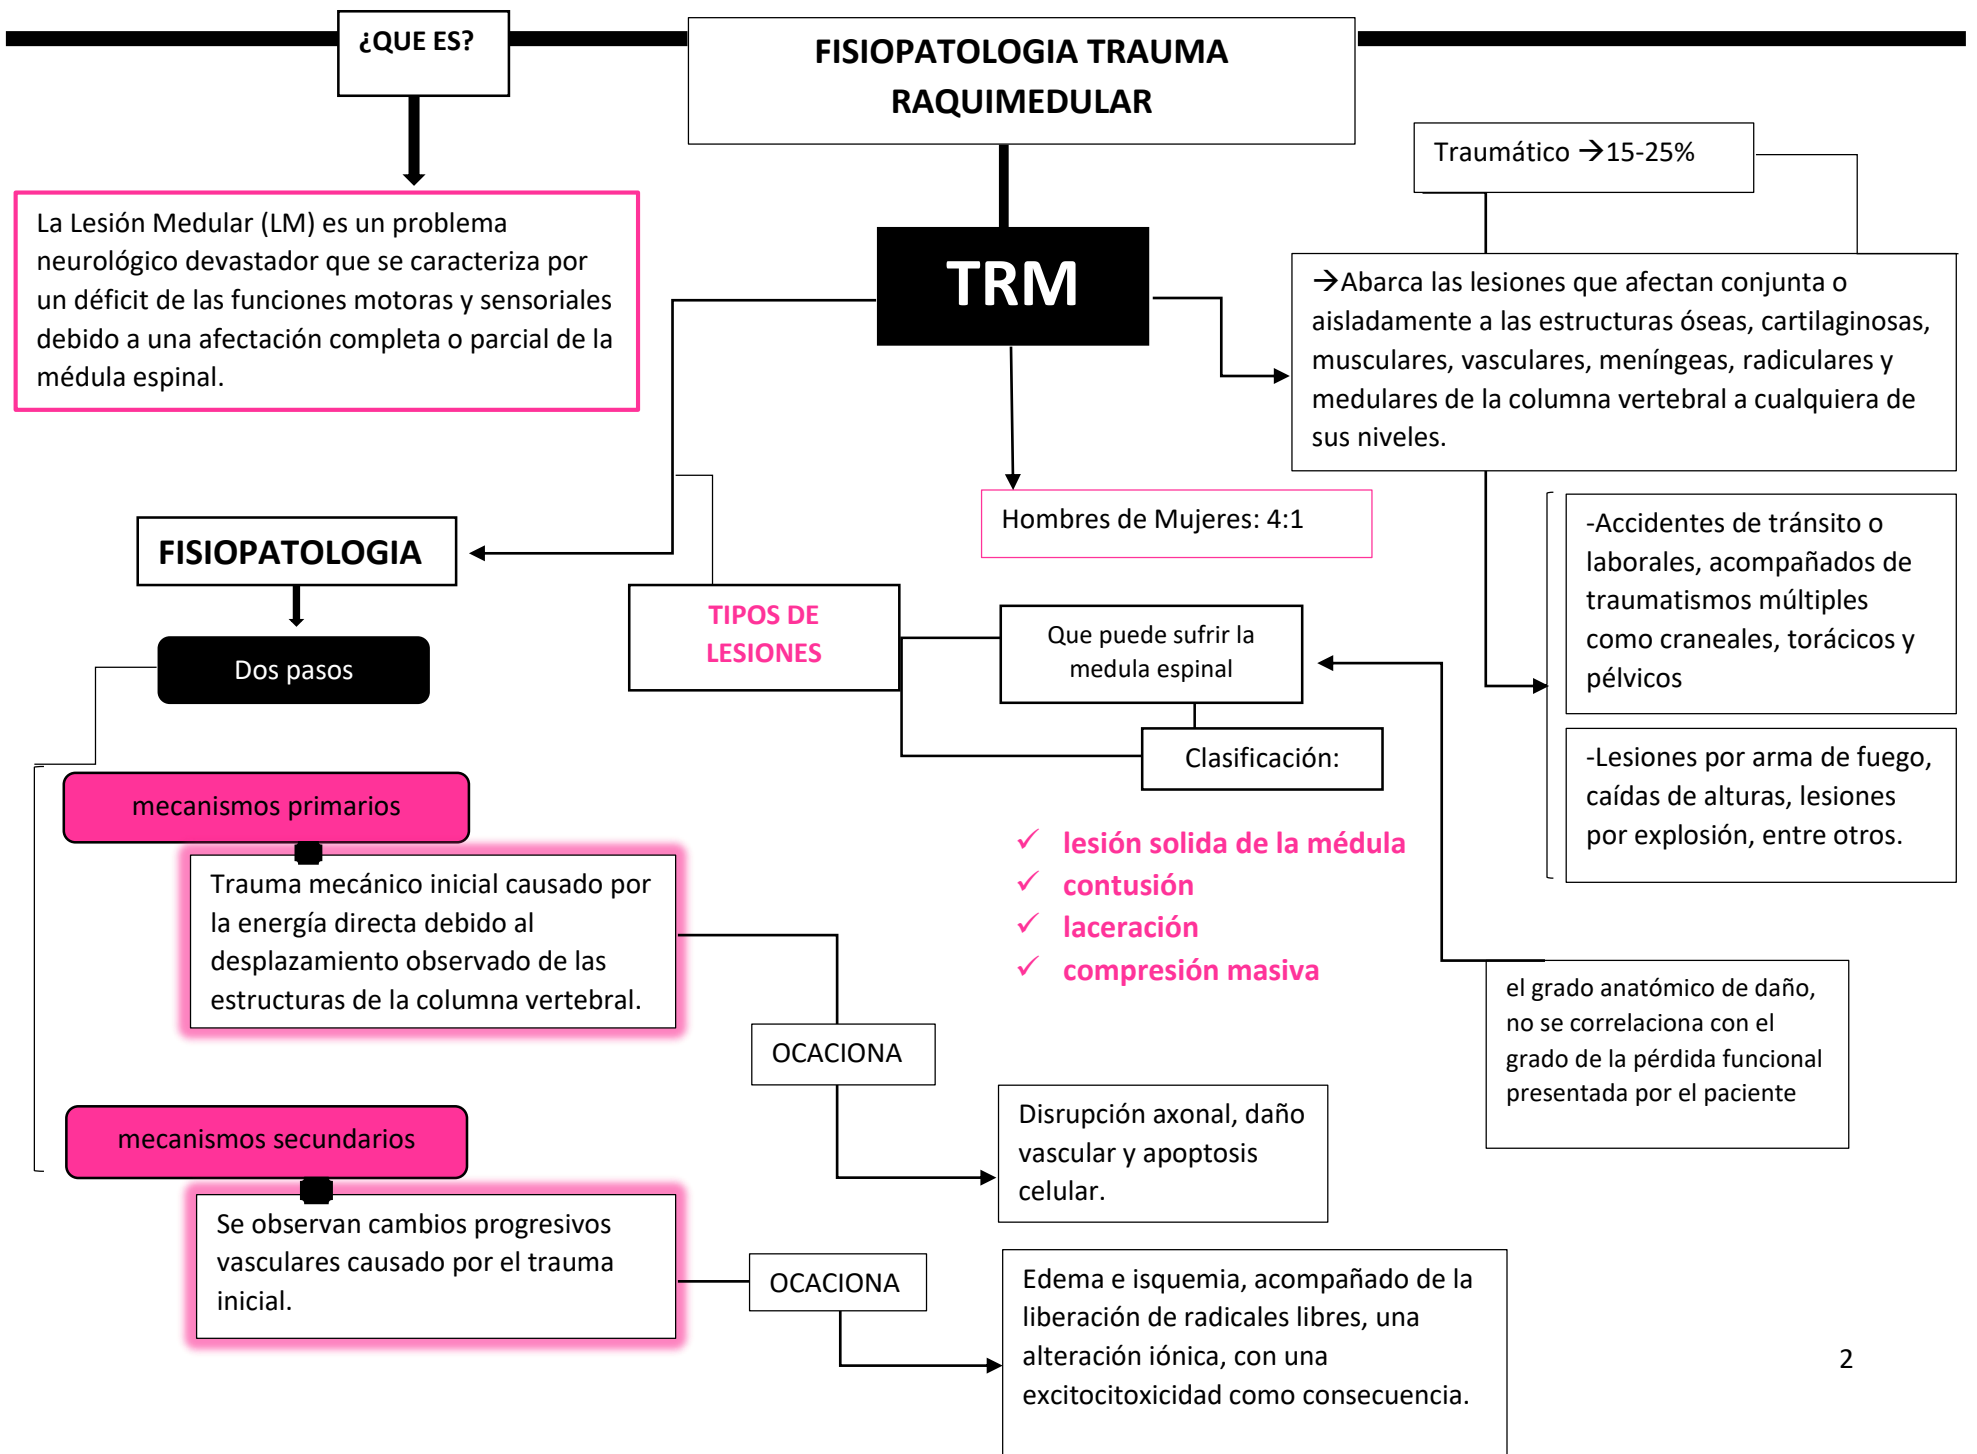 ¿QUE ES?
FISIOPATOLOGIA TRAUMA
RAQUIMEDULAR
Traumático →15-25%
La Lesión Medular (LM) es un problema
neurológico devastador que se caracteriza por
un déficit de las funciones motoras y sensoriales
debido a una afectación completa o parcial de la
médula espinal.
TRM
→Abarca las lesiones que afectan conjunta o
aisladamente a las estructuras óseas, cartilaginosas,
musculares, vasculares, meníngeas, radiculares y
medulares de la columna vertebral a cualquiera de
sus niveles.
Hombres de Mujeres: 4:1
FISIOPATOLOGIA
-Accidentes de tránsito o
laborales, acompañados de
traumatismos múltiples
como craneales, torácicos y
pélvicos
TIPOS DE
LESIONES
Que puede sufrir la
medula espinal
Dos pasos
Clasificación:
-Lesiones por arma de fuego,
caídas de alturas, lesiones
por explosión, entre otros.
mecanismos primarios
✓ lesión solida de la médula
✓ contusión
✓ laceración
✓ compresión masiva
Trauma mecánico inicial causado por
la energía directa debido al
desplazamiento observado de las
estructuras de la columna vertebral.
el grado anatómico de daño,
no se correlaciona con el
grado de la pérdida funcional
presentada por el paciente
OCACIONA
Disrupción axonal, daño
vascular y apoptosis
celular.
mecanismos secundarios
Se observan cambios progresivos
vasculares causado por el trauma
inicial.
OCACIONA
Edema e isquemia, acompañado de la
liberación de radicales libres, una
alteración iónica, con una
excitocitoxicidad como consecuencia.
2